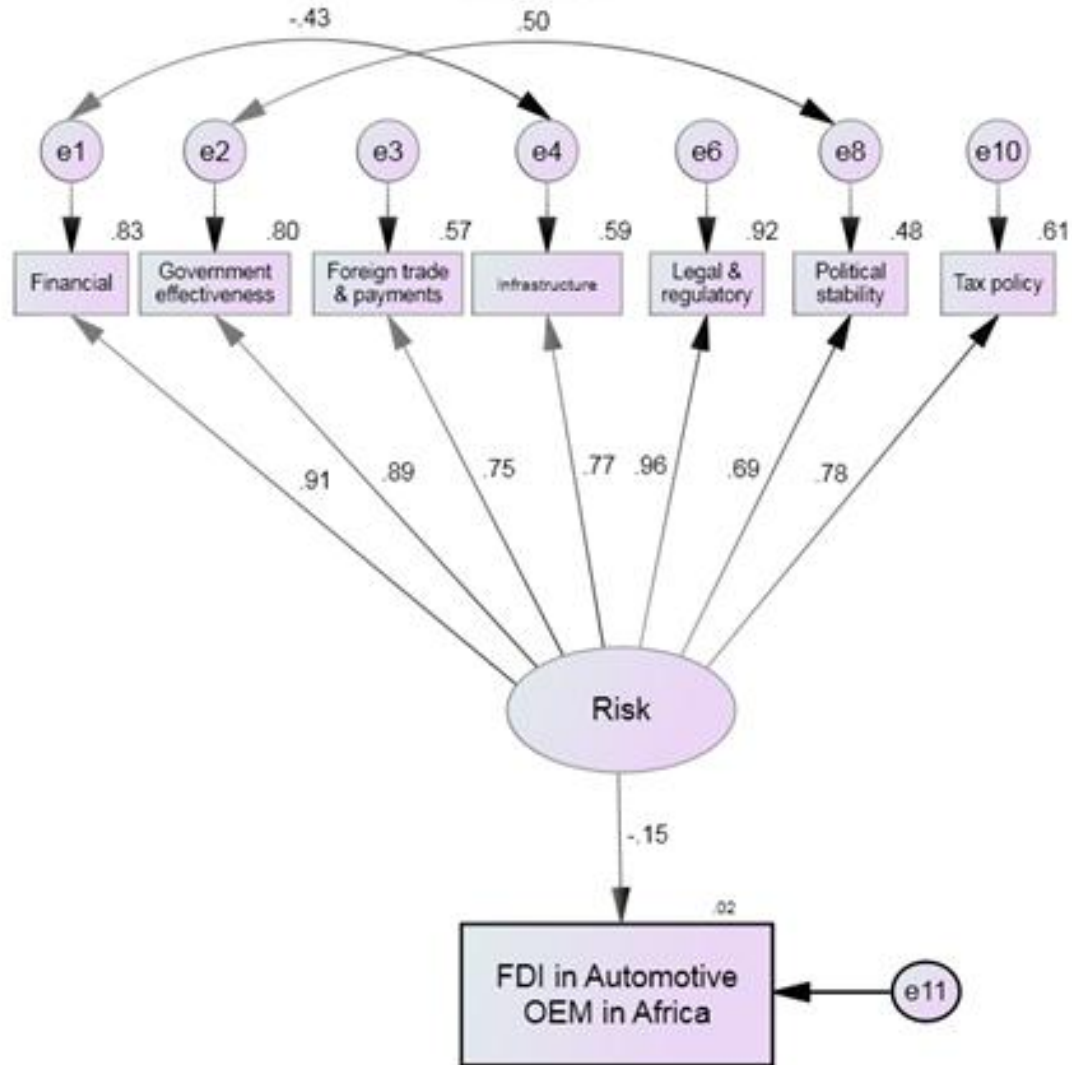 -.43
.50
e1
e2
e3
e4
e6
e8
e10
.83
.80
.57
.59
.92
.48
.61
Financial
Government
effectiveness
Foreign trade
& payments
Infrastructure
Legal &
regulatory
Political
stability
Tax policy
.91
.89
.75
.77
.96
.69
.78
Risk
-.15
.02
FDI in Automotive
OEM in Africa
e11